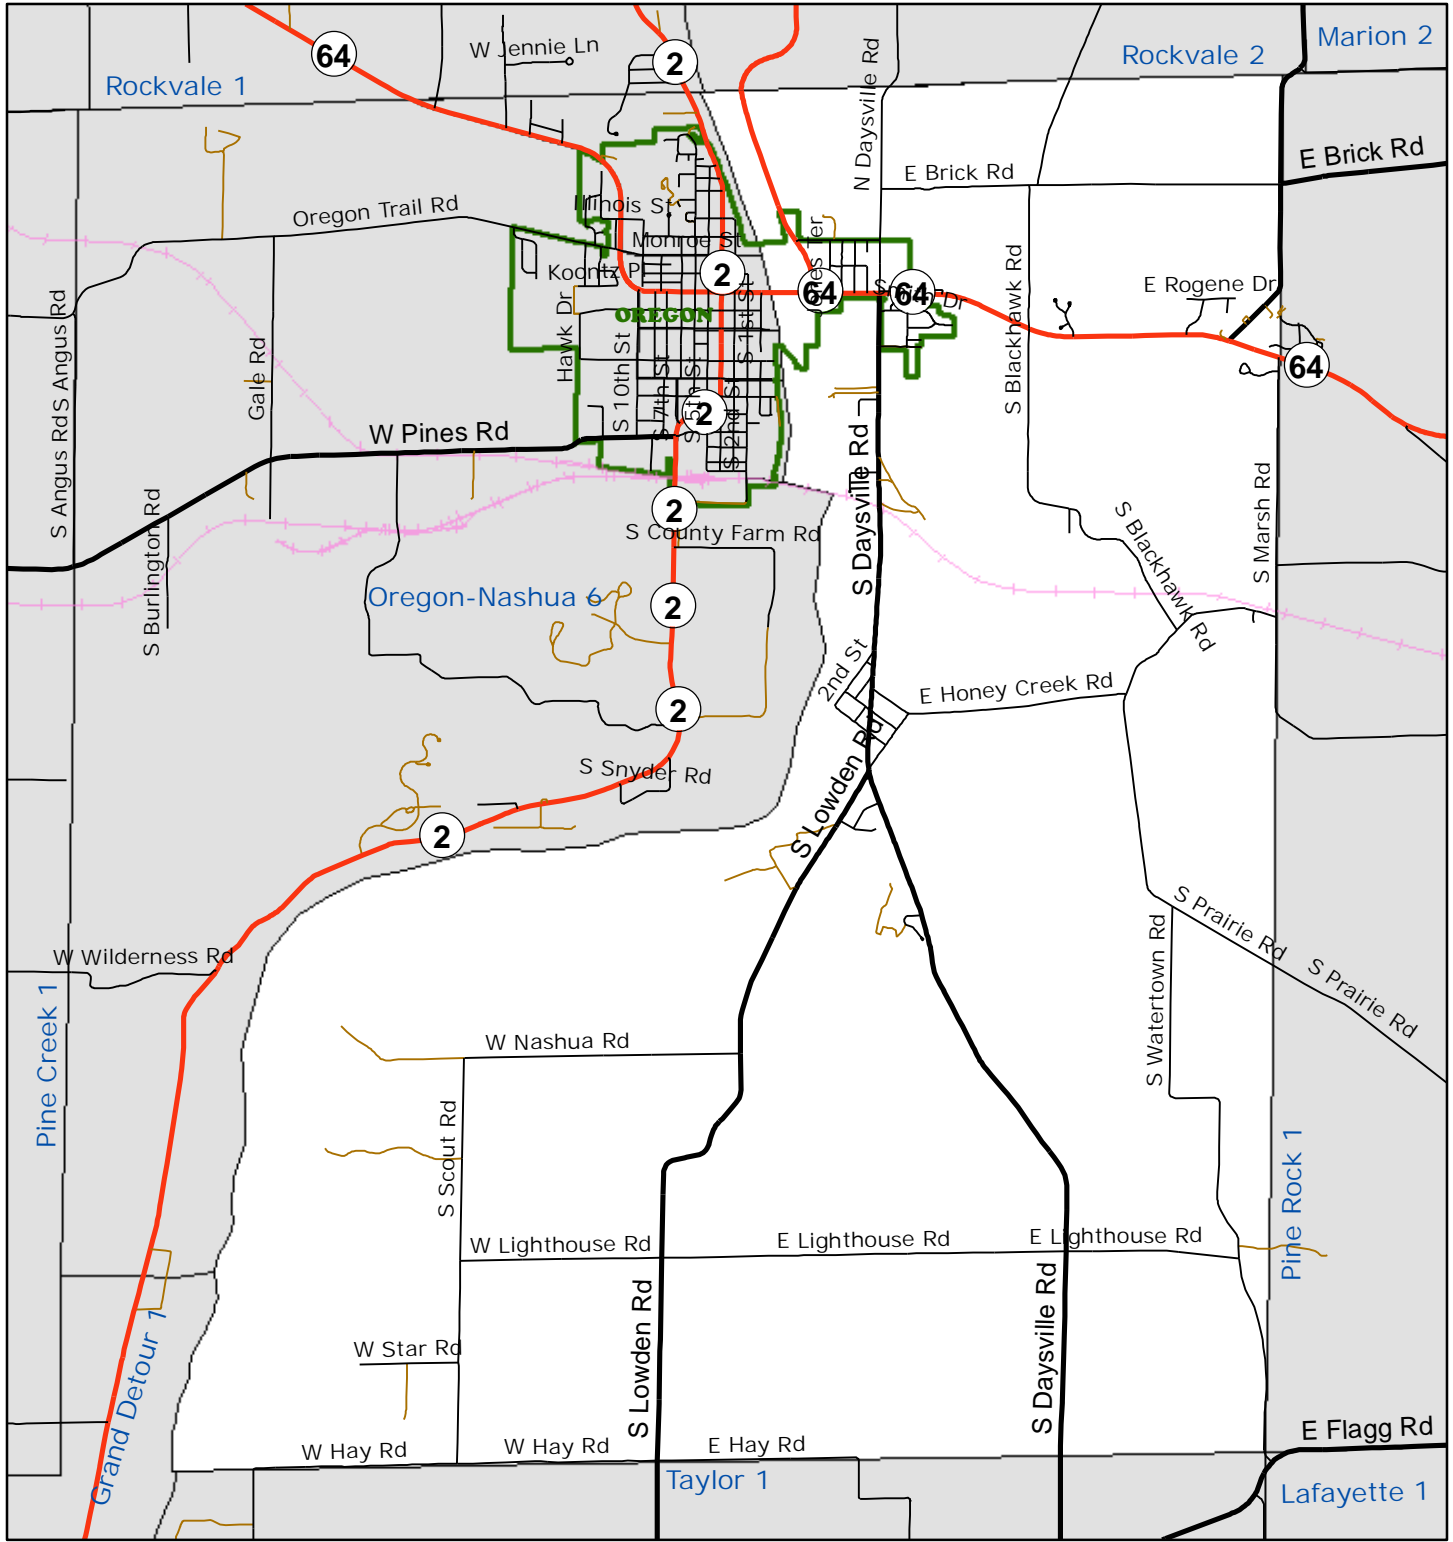 Marion 2
W Jennie Ln
64
2
Rockvale 2
Rockvale 1
N Daysville Rd
E Brick Rd
E Brick Rd
Oregon Trail Rd
Illinois St
Monroe St
Koontz Pl
2
64
64
E Rogene Dr
OREGON
Hawk Dr
S 10th St
S 7th St
S 5th St
S 2nd St
S 1st St
S Blackhawk Rd
64
S Angus Rd
S Angus Rd
Gale Rd
2
W Pines Rd
S Daysville Rd
S Marsh Rd
S Burlington Rd
2
S County Farm Rd
S Blackhawk Rd
Oregon-Nashua 6
2
2nd St
E Honey Creek Rd
2
S Snyder Rd
S Lowden Rd
2
S Prairie Rd
S Prairie Rd
W Wilderness Rd
S Watertown Rd
Pine Creek 1
W Nashua Rd
S Scout Rd
Pine Rock 1
W Lighthouse Rd
E Lighthouse Rd
E Lighthouse Rd
S Lowden Rd
S Daysville Rd
W Star Rd
Grand Detour 1
W Hay Rd
W Hay Rd
E Hay Rd
E Flagg Rd
Taylor 1
Lafayette 1